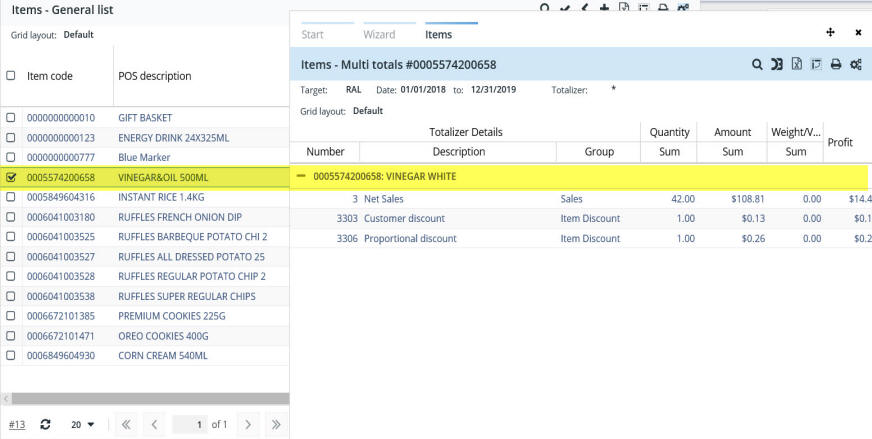 Items - General list
Grid layout: Default
Item code POS description
0000000000010 GIFT BASKET
0000000000123 ENERGY DRINK 24X325ML
0000000000777 Blue Marker
0005574200658 VINEGAR&OIL 500ML
0005849604316 INSTANT RICE 1.4KG
0006041003180 RUFFLES FRENCH ONION DIP
0006041003525 RUFFLES BARBEQUE POTATO CHI 2
0006041003527 RUFFLES ALL DRESSED POTATO 25
0006041003528 RUFFLES REGULAR POTATO CHIP 2
0006041003538 RUFFLES SUPER REGULAR CHIPS
0006672101385 PREMIUM COOKIES 225G
0006672101471 OREO COOKIES 400G
0006849604930 CORN CREAM 540ML
#13 20 1 of 1
Start Wizard Items
Items - Multi totals #0005574200658
Target: RAL Date: 01/01/2018 to: 12/31/2019 Totalizer: *
Grid layout: Default
Totalizer Details Quantity Amount Weight/V... Profit
Number Description Group Sum Sum Sum
0005574200658: VINEGAR WHITE
3 Net Sales Sales 42.00 $108.81 0.00 $14.4
3303 Customer discount Item Discount 1.00 $0.13 0.00 $0.1
3306 Proportional discount Item Discount 1.00 $0.26 0.00 $0.2